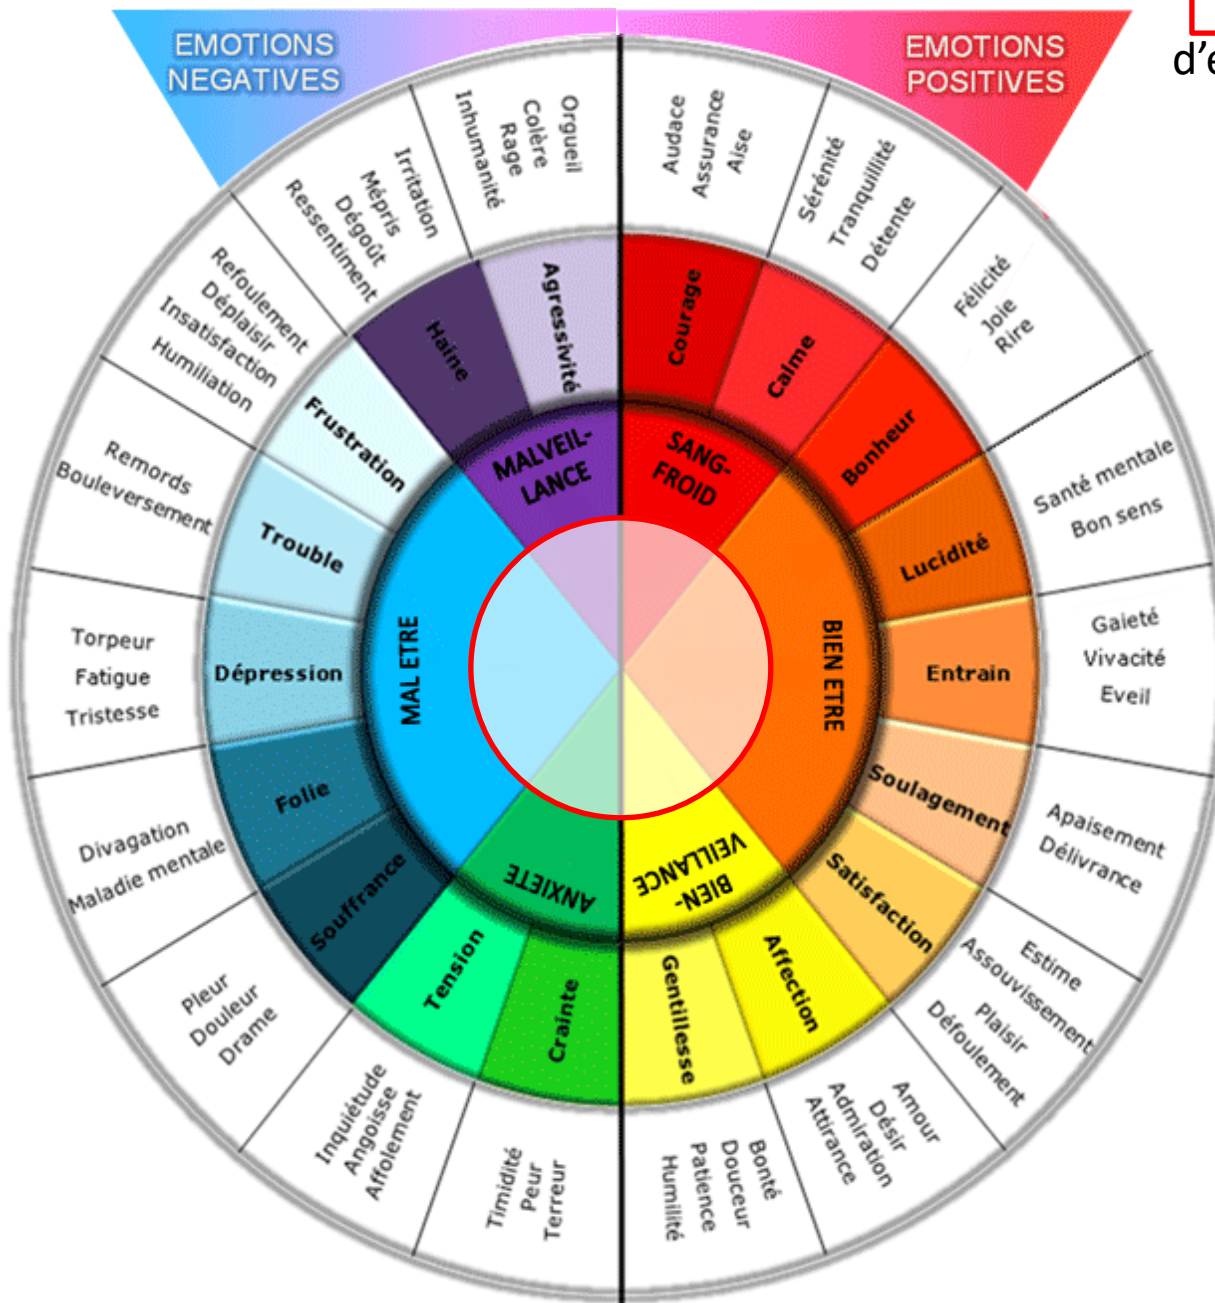 EMOTIONS
NEGATIVES
EMOTIONS
POSITIVES
d'é
Audace
Assurance
Aise
Sérénité
Tranquillité
Détente
Félicité
Joie
Rire
Santé mentale
Bon sens
Gaieté
Vivacité
Eveil
Apaisement
Délivrance
Estime
Assouvissement
Plaisir
Défoulement
Amour
Désir
Admiration
Attirance
Bonté
Douceur
Patience
Humilité
Timidité
Peur
Terreur
Inquiétude
Angoisse
Affolement
Pleur
Douleur
Drame
Divagation
Maladie mentale
Torpeur
Fatigue
Tristesse
Remords
Bouleversement
Refoulement
Déplaisir
Insatisfaction
Humiliation
Irritation
Mépris
Dégoût
Ressentiment
Orgueil
Colère
Rage
Inhumanité
Courage
Calme
Bonheur
Lucidité
Entrain
Soulagement
Satisfaction
Affection
Gentillesse
Crainte
Tension
Souffrance
Folie
Dépression
Trouble
Frustration
Haine
Agressivité
SANG-
FROID
BIEN ETRE
BIEN-
VEILLANCE
ANXIETE
MAL ETRE
MALVEIL-
LANCE